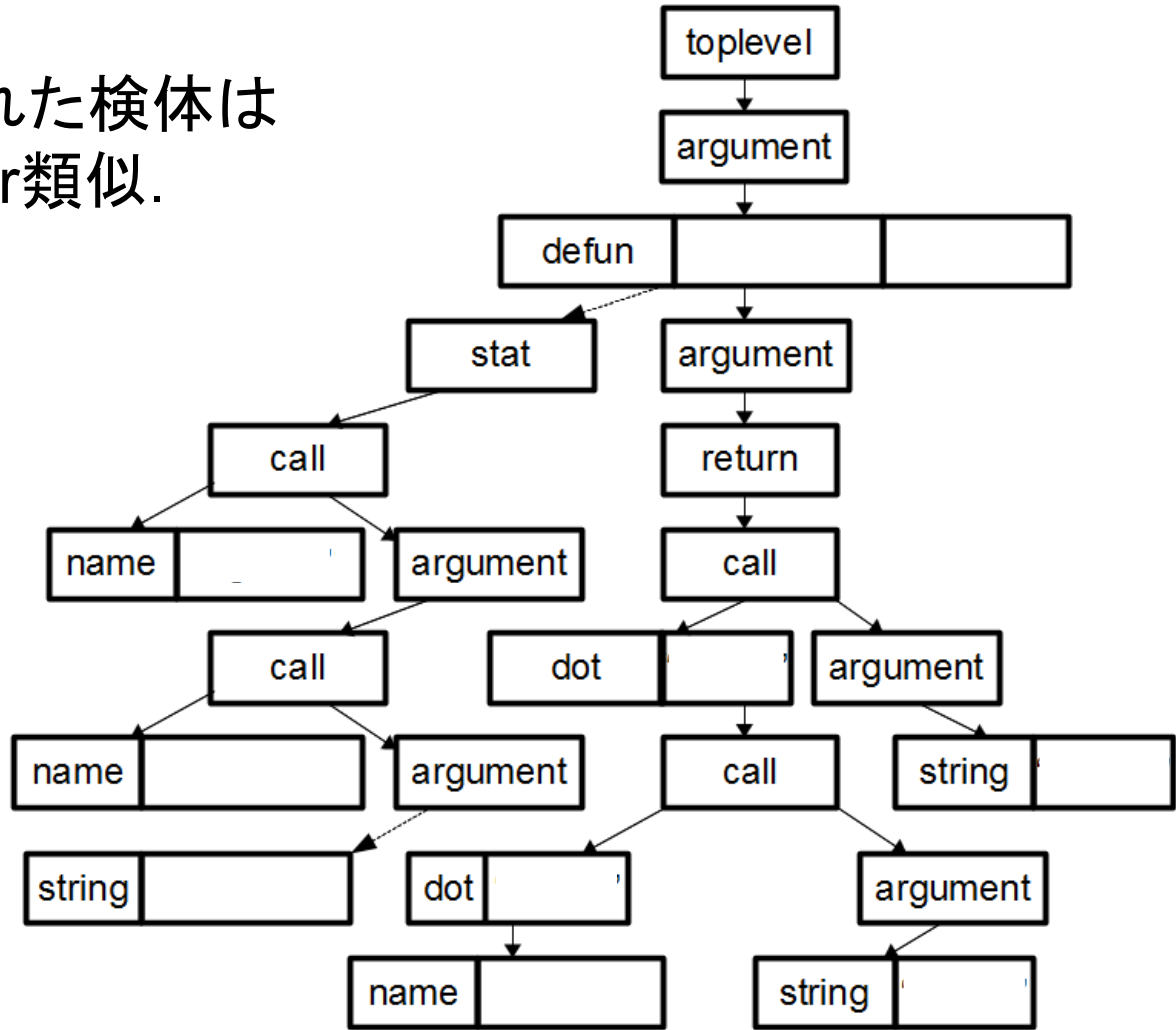 れた検体は
r類似.
toplevel
argument
defun
stat argument
call return
name argument call
call dot argument
name argument call string
string dot argument
name string